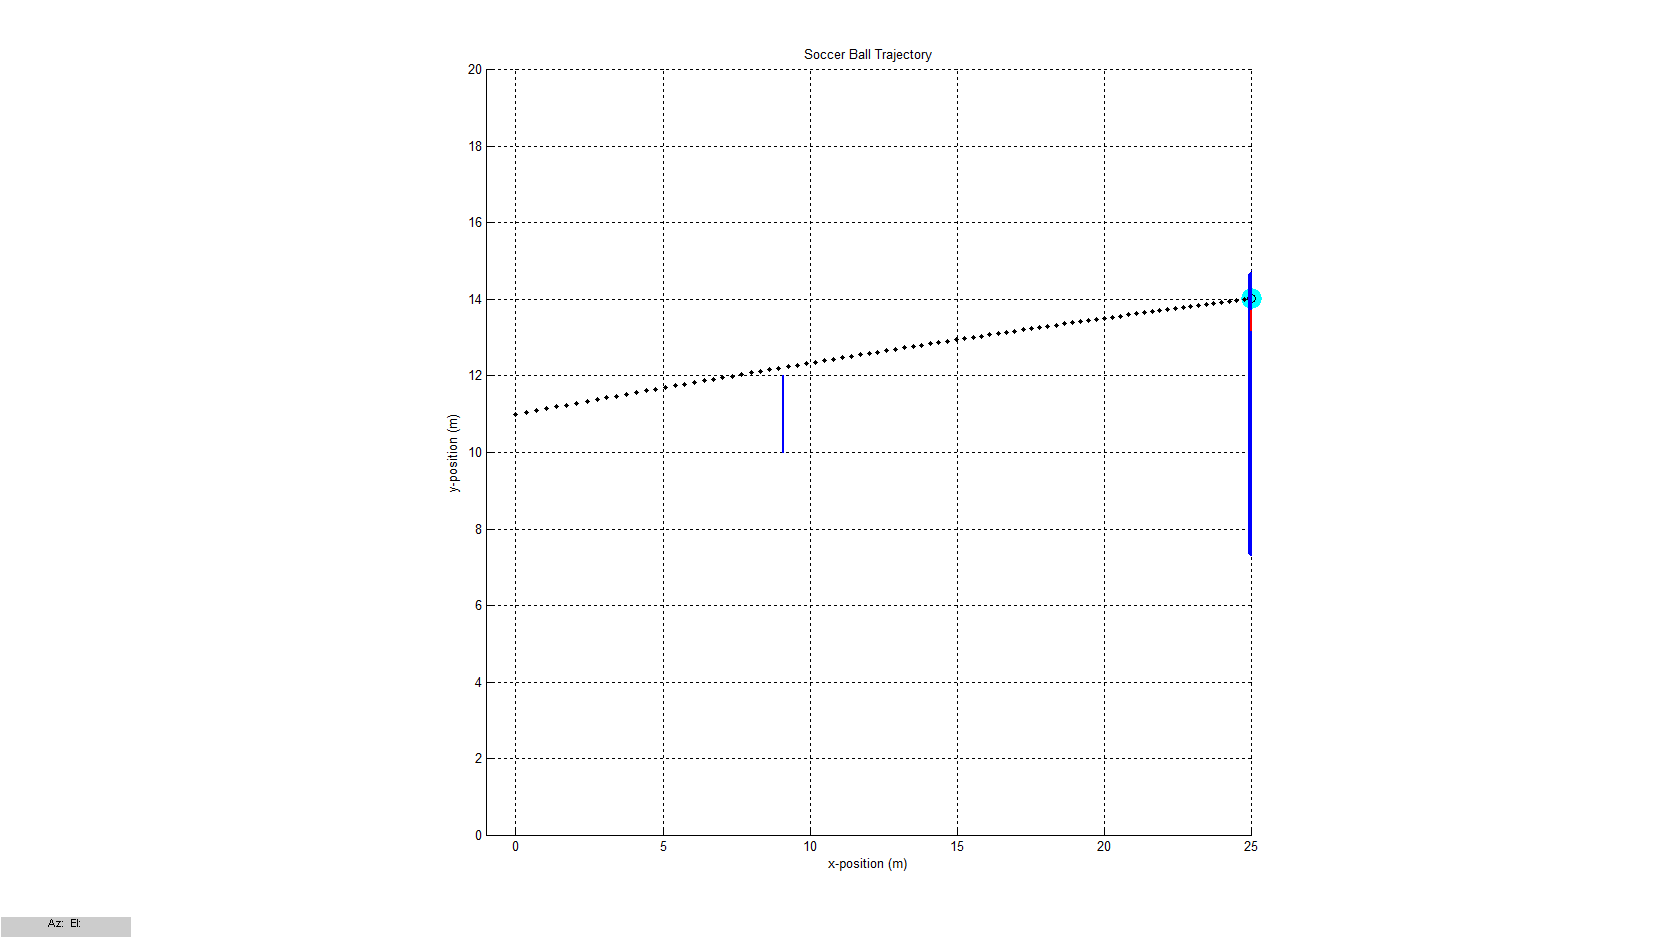 Soccer Ball Trajectory
20
18
16
14
12
10
8
6
4
2
0
y-position (m)
0 5 10 15 20 25
x-position (m)
Az: El: